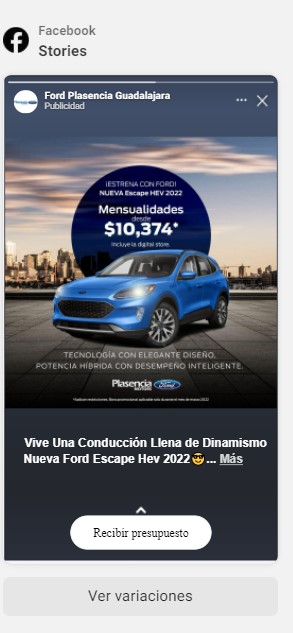 Facebook
Stories
Ford Plasencia Guadalajara
Publicidad
¡ESTRENA CON FORD!
NUEVA Escape HEV 2022
Mensualidades
desde
$10,374*
incluye la digital store
TECNOLOGÍA CON ELEGANTE DISEÑO,
POTENCIA HÍBRIDA CON DESEMPEÑO INTELIGENTE.
Plasencia Ford
Vive Una Conducción Llena de Dinamismo
Nueva Ford Escape Hev 2022😎... Más
Recibir presupuesto
Ver variaciones